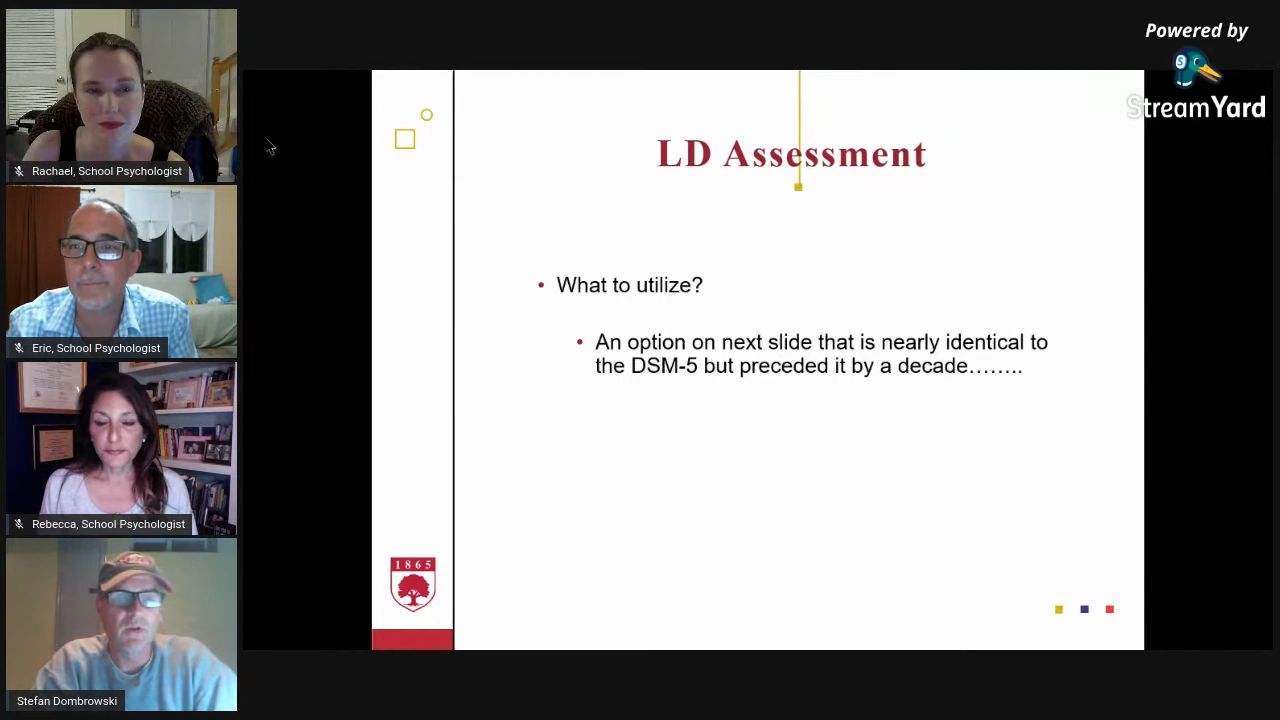 Powered by
StreamYard
LD Assessment
• What to utilize?
• An option on next slide that is nearly identical to
the DSM-5 but preceded it by a decade……..
1865
Rachael, School Psychologist
Eric, School Psychologist
Rebecca, School Psychologist
Stefan Dombrowski